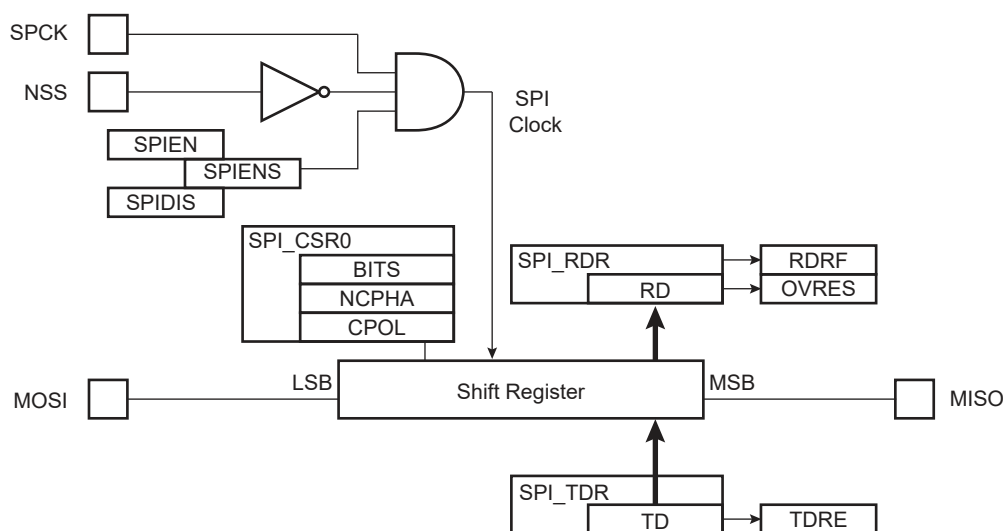 SPCK
NSS
SPI
Clock
SPIEN
SPIENS
SPIDIS
SPI_CSR0
BITS
NCPHA
CPOL
SPI_RDR
RD
RDRF
OVRES
LSB
Shift Register
MSB
MOSI
MISO
SPI_TDR
TD
TDRE